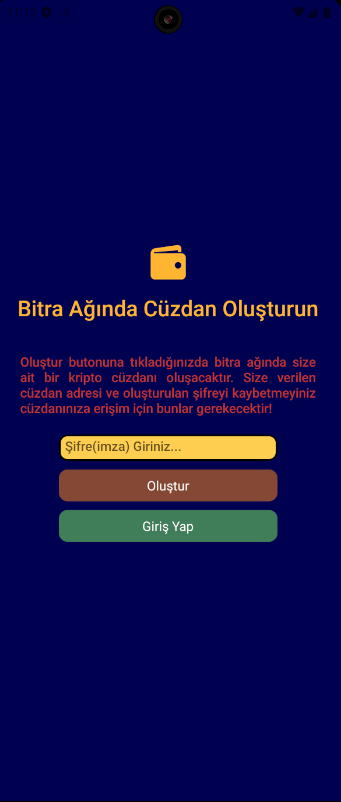 Bitra Ağında Cüzdan Oluşturun
Oluştur butonuna tıkladığınızda bitra ağında size
ait bir kripto cüzdanı oluşacaktır. Size verilen
cüzdan adresi ve oluşturulan şifreyi kaybetmeyiniz
cüzdanınıza erişim için bunlar gerekecektir!
Şifre(imza) Giriniz...
Oluştur
Giriş Yap